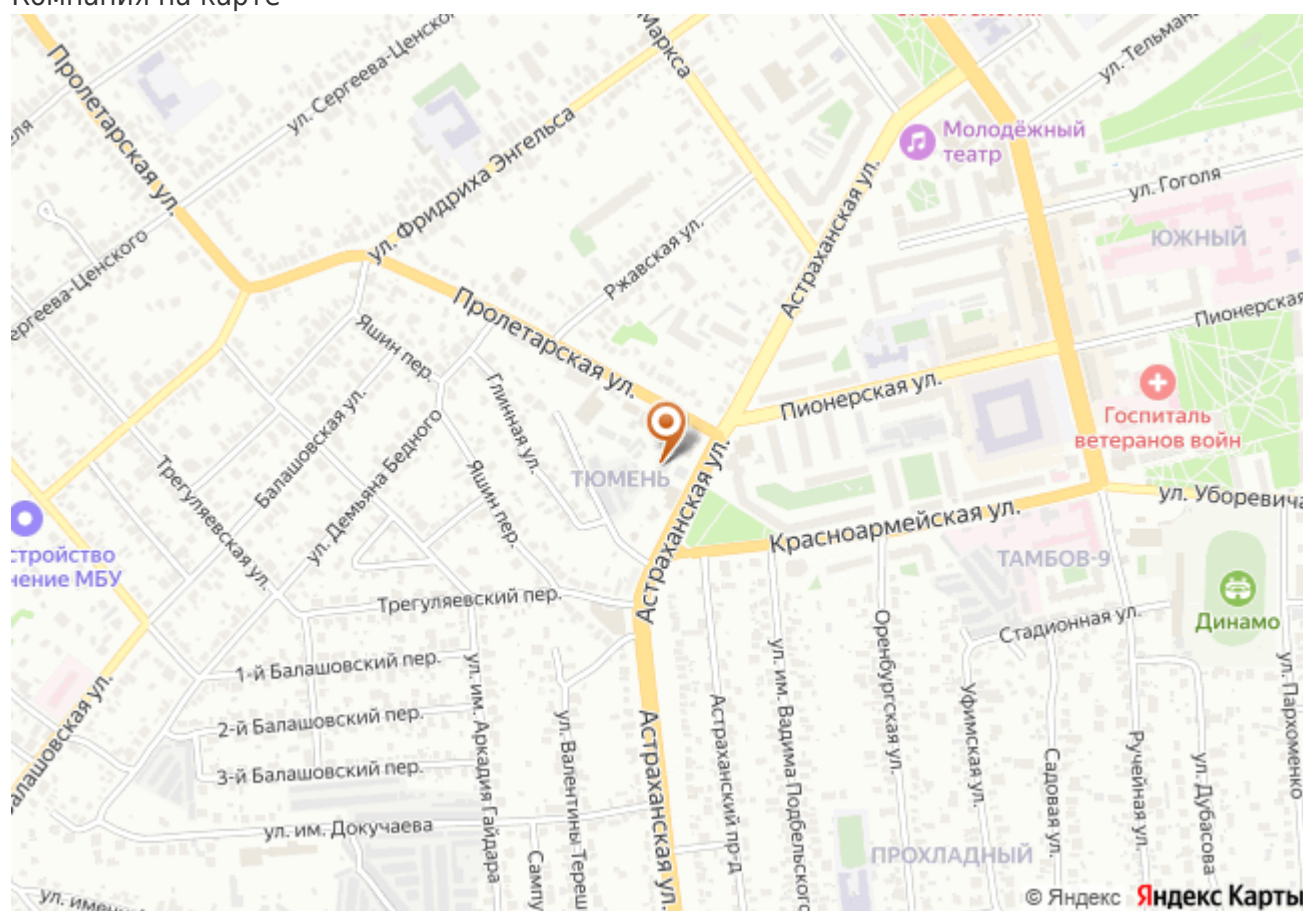 Компания на карте
Пролетарская ул.
ул. Сергеева-Ценского
Маркса
ул. Тельмана
Молодёжный
театр
ул. Фридриха Энгельса
Астраханская ул.
ул. Гоголя
ЮЖНЫЙ
Ржавская ул.
Пионерская
Пролетарская ул.
Яшин пер.
Глинная ул.
Пионерская ул.
Госпиталь
ветеранов войн
Балашовская ул.
ул. Демьяна Бедного
ТЮМЕНЬ
Астраханская ул.
Трегуляевская ул.
Яшин пер.
Красноармейская ул.
ул. Уборевича
ТАМБОВ-9
Динамо
МБУ
Трегуляевский пер.
Стадионная ул.
1-й Балашовский пер.
2-й Балашовский пер.
3-й Балашовский пер.
ул. им. Аркадия Гайдара
ул. Валентины
Астраханская ул.
Астраханский пр-д
ул. им. Вадима Подбельского
Оренбургская ул.
Уфимская ул.
Садовая ул.
Ручейная ул.
ул. Дубасова
ул. Пархоменко
ул. им. Докучаева
ПРОХЛАДНЫЙ
© Яндекс Яндекс Карты